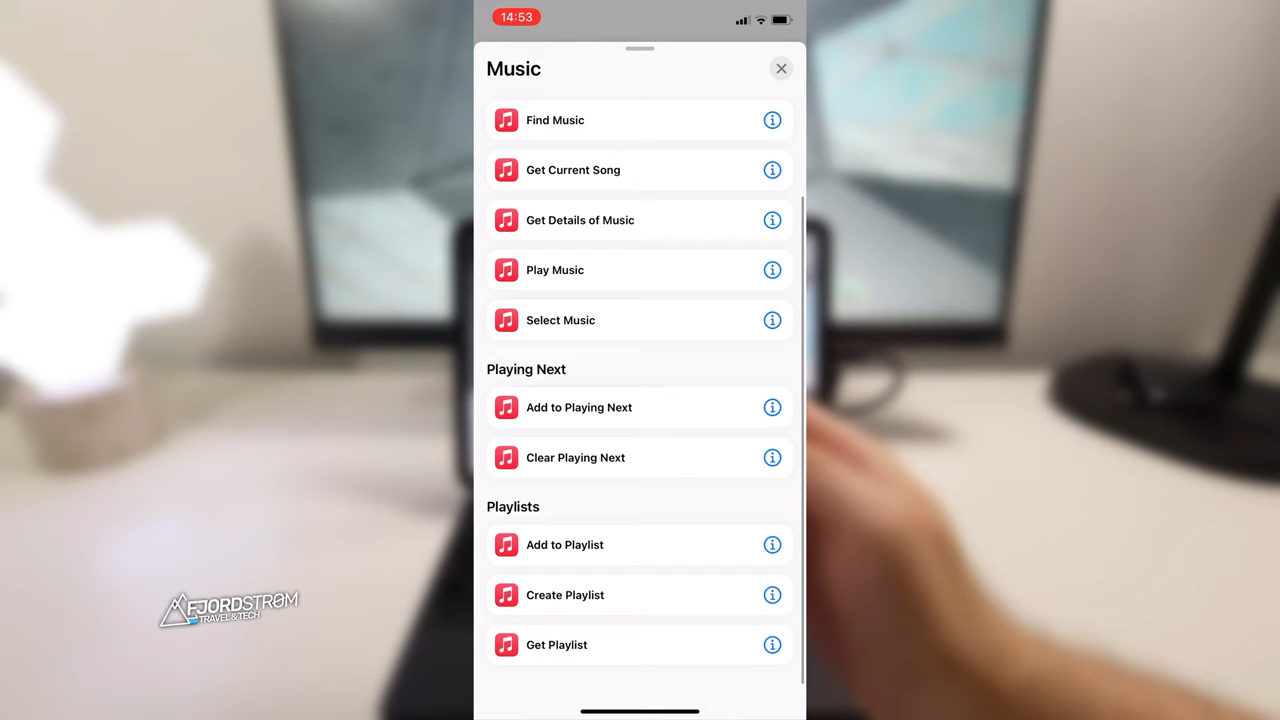 14:53
Music
Find Music
Get Current Song
Get Details of Music
Play Music
Select Music
Playing Next
Add to Playing Next
Clear Playing Next
Playlists
Add to Playlist
Create Playlist
Get Playlist
FJORDSTRØM
TRAVEL & TECH